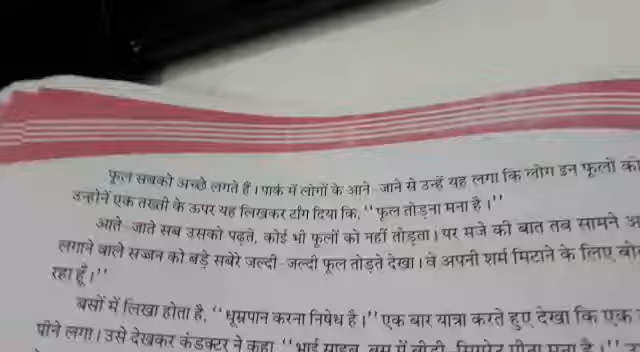 फूल सबको अच्छे लगते हैं। पार्क में लोगों के आने-जाने से उन्हें यह लगा कि लोग इन फूलों को
उन्होंने एक तख्ती के ऊपर यह लिखकर टाँग दिया कि, ''फूल तोड़ना मना है।''
आते-जाते सब उसको पढ़ते, कोई भी फूलों को नहीं तोड़ता। पर मजे की बात तब सामने
लगाने वाले सज्जन को बड़े सबेरे जल्दी-जल्दी फूल तोड़ते देखा। वे अपनी शर्म मिटाने के लिए
रहा हूँ।''
बसों में लिखा होता है, ''धूम्रपान करना निषेध है।'' एक बार यात्रा करते हुए देखा कि एक
पीने लगा। उसे देखकर कंडक्टर ने कहा, ''भाई साहब, बस में बीड़ी, सिगरेट पीना मना है।''